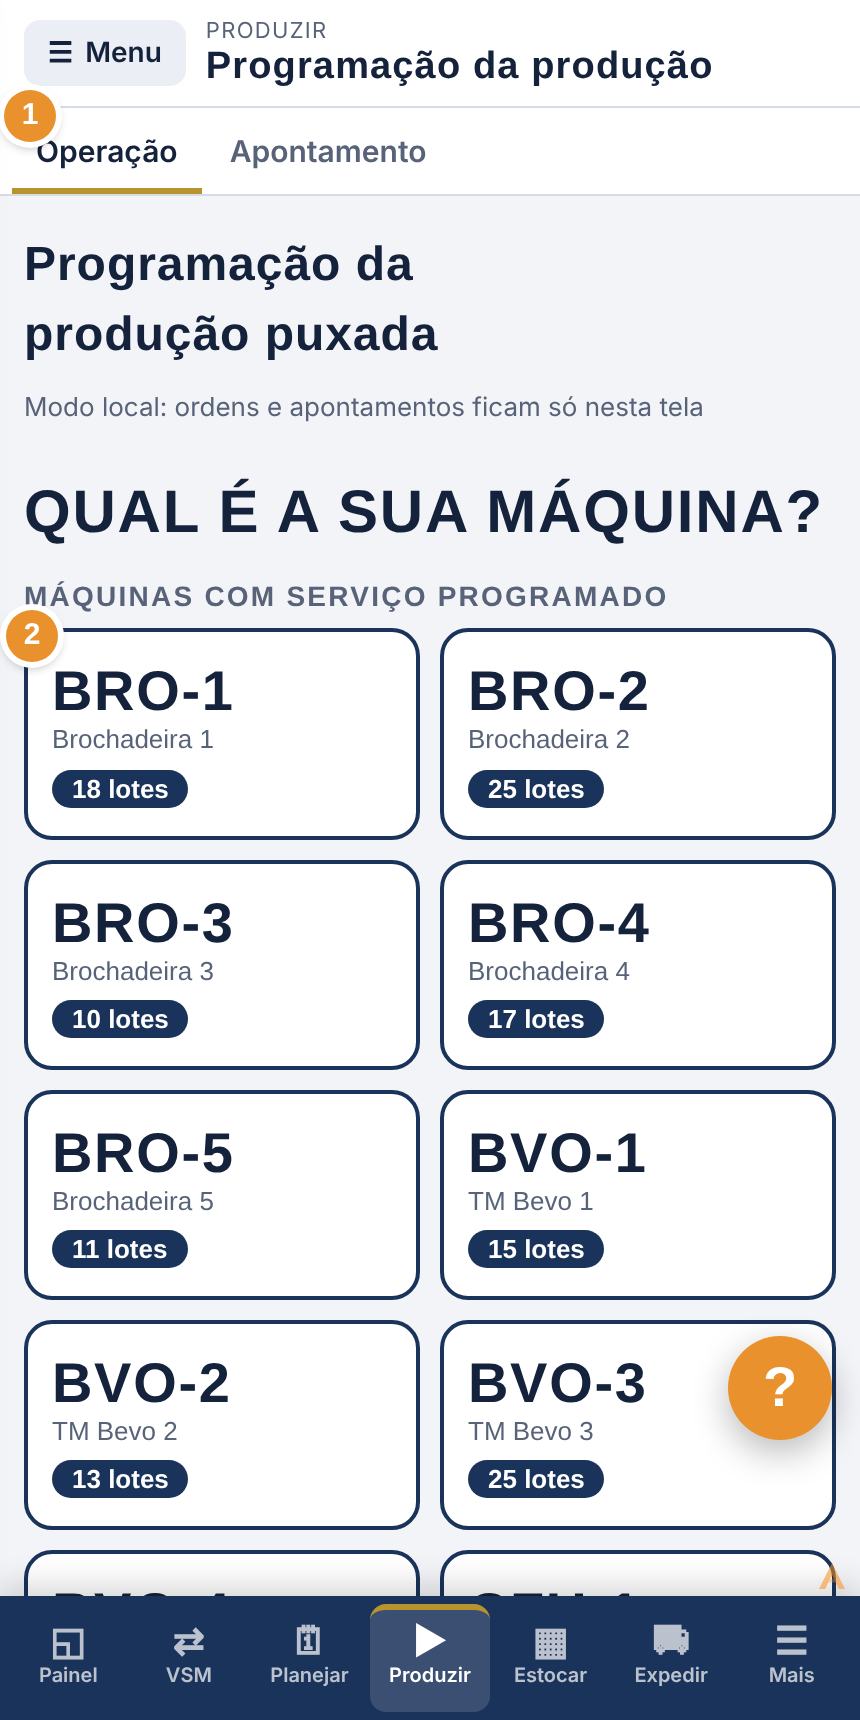 ☰ Menu
PRODUZIR
Programação da produção
1
Operação
Apontamento
Programação da
produção puxada
Modo local: ordens e apontamentos ficam só nesta tela
QUAL É A SUA MÁQUINA?
MÁQUINAS COM SERVIÇO PROGRAMADO
2
BRO-1
Brochadeira 1
18 lotes
BRO-2
Brochadeira 2
25 lotes
BRO-3
Brochadeira 3
10 lotes
BRO-4
Brochadeira 4
17 lotes
BRO-5
Brochadeira 5
11 lotes
BVO-1
TM Bevo 1
15 lotes
BVO-2
TM Bevo 2
13 lotes
BVO-3
TM Bevo 3
25 lotes
?
Painel
VSM
Planejar
Produzir
Estocar
Expedir
Mais